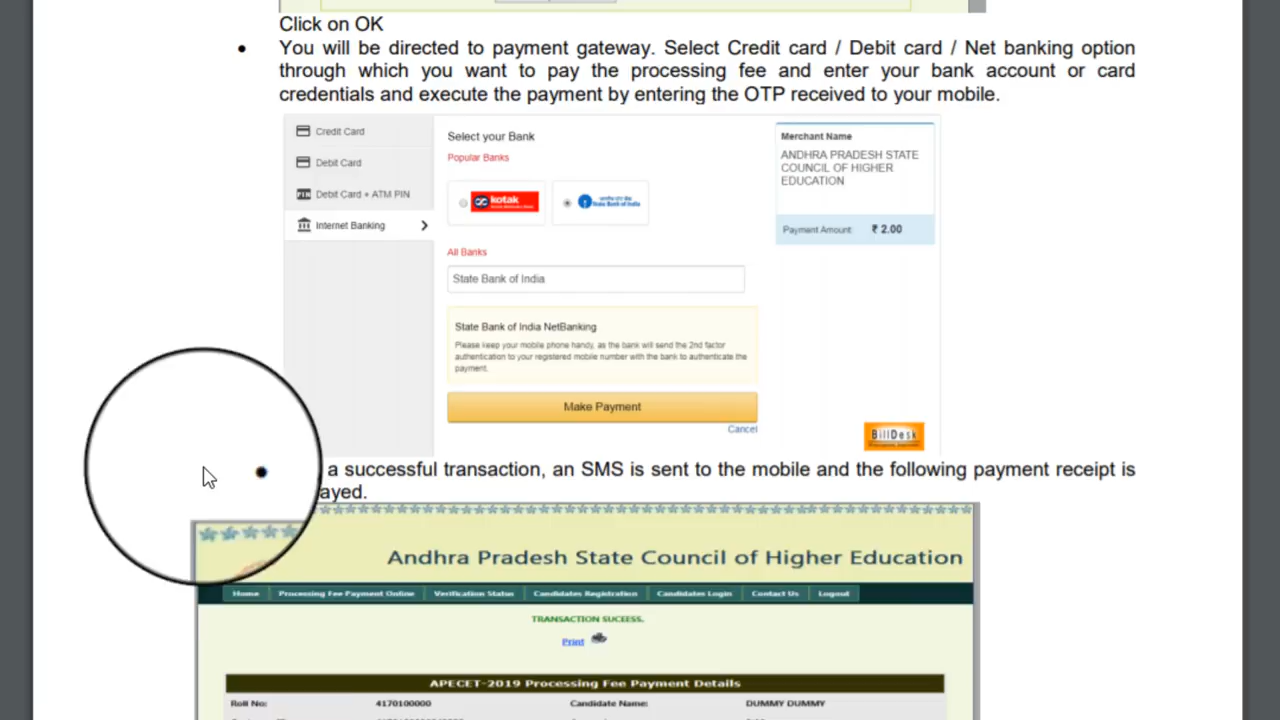 Click on OK
• You will be directed to payment gateway. Select Credit card / Debit card / Net banking option
through which you want to pay the processing fee and enter your bank account or card
credentials and execute the payment by entering the OTP received to your mobile.
Credit Card
Debit Card
Debit Card + ATM PIN
Internet Banking
Select your Bank
Popular Banks
kotak
State Bank of India
All Banks
State Bank of India
State Bank of India NetBanking
Please keep your mobile phone handy, as the bank will send the 2nd factor
authentication to your registered mobile number with the bank to authenticate the
payment.
Make Payment
Cancel
Merchant Name
ANDHRA PRADESH STATE
COUNCIL OF HIGHER
EDUCATION
Payment Amount: ₹ 2.00
BillDesk
• a successful transaction, an SMS is sent to the mobile and the following payment receipt is
ayed.
Andhra Pradesh State Council of Higher Education
Home Processing Fee Payment Online Verification Status Candidates Registration Candidates Login Contact Us Logout
TRANSACTION SUCCESS.
Print
APECET-2019 Processing Fee Payment Details
Roll No: 4170100000 Candidate Name: DUMMY DUMMY